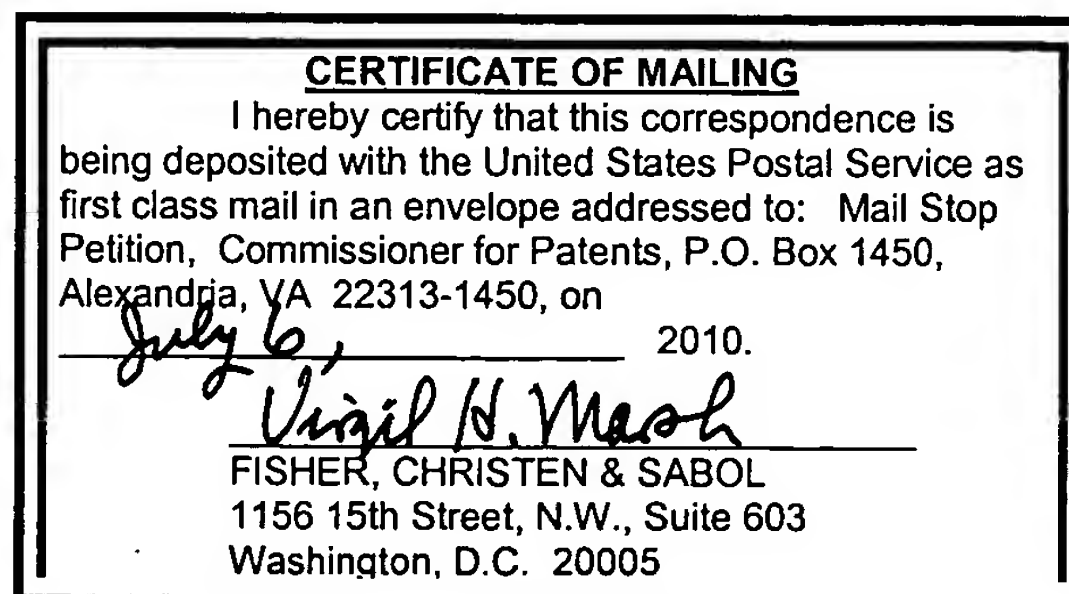 CERTIFICATE OF MAILING
I hereby certify that this correspondence is
being deposited with the United States Postal Service as
first class mail in an envelope addressed to: Mail Stop
Petition, Commissioner for Patents, P.O. Box 1450,
Alexandria, VA 22313-1450, on
July 6, 2010.
Virgil H. Marsh
FISHER, CHRISTEN & SABOL
1156 15th Street, N.W., Suite 603
Washington, D.C. 20005